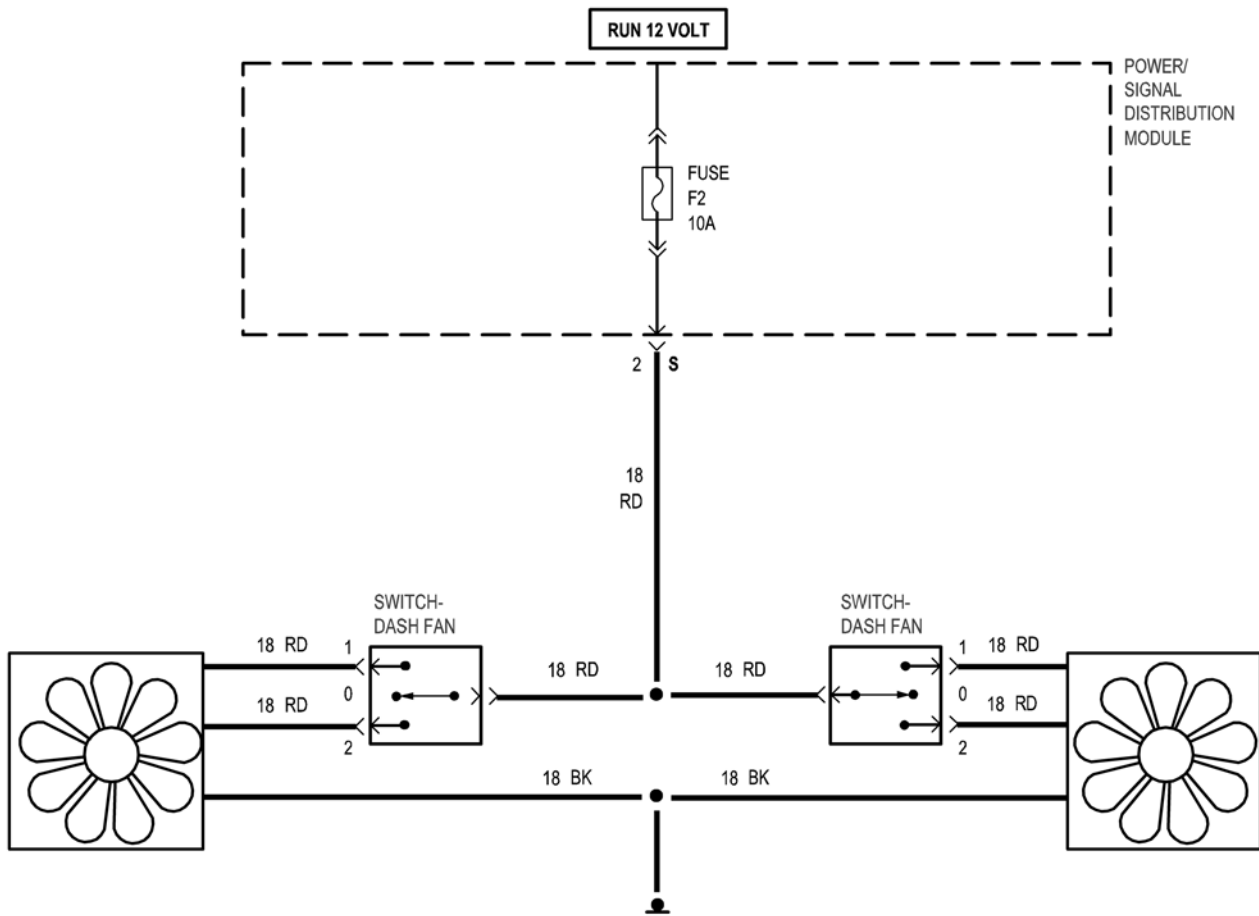 RUN 12 VOLT
POWER/
SIGNAL
DISTRIBUTION
MODULE
FUSE
F2
10A
2 S
18
RD
SWITCH-
DASH FAN
SWITCH-
DASH FAN
18 RD
1
18 RD
18 RD
1
18 RD
0
0
18 RD
2
18 RD
2
18 BK
18 BK